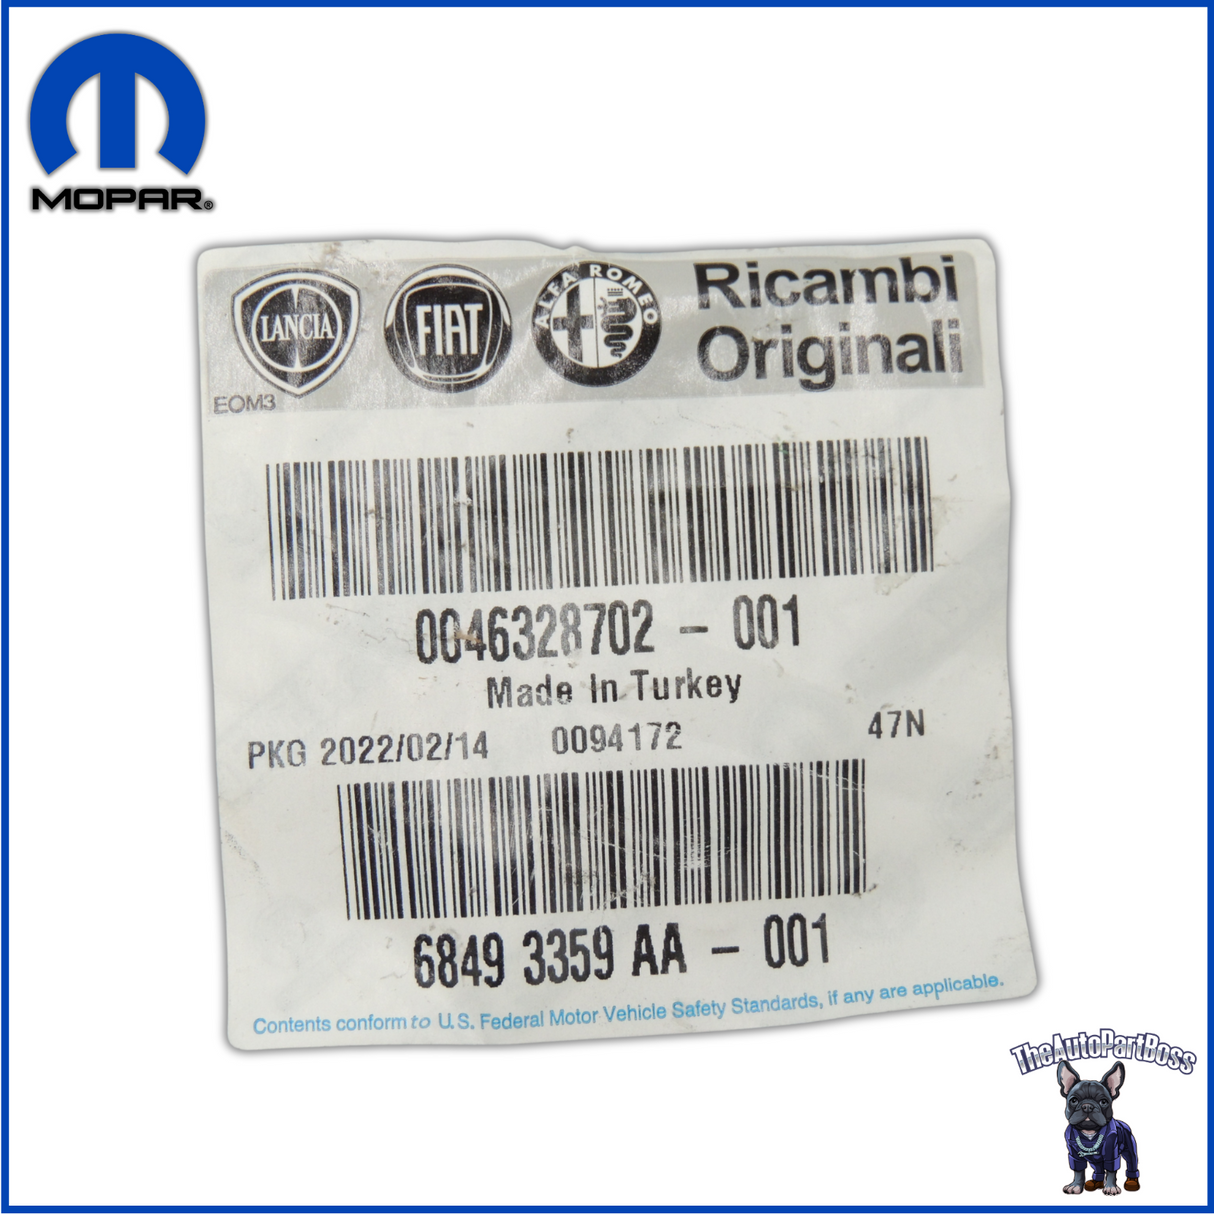 MOPAR®
LANCIA
FIAT
ALFA ROMEO
Ricambi
Originali
EOM3
0046328702 - 001
Made In Turkey
PKG 2022/02/14 0094172 47N
6849 3359 AA - 001
Contents conform to U.S. Federal Motor Vehicle Safety Standards, if any are applicable.
TheAutoPartBoss